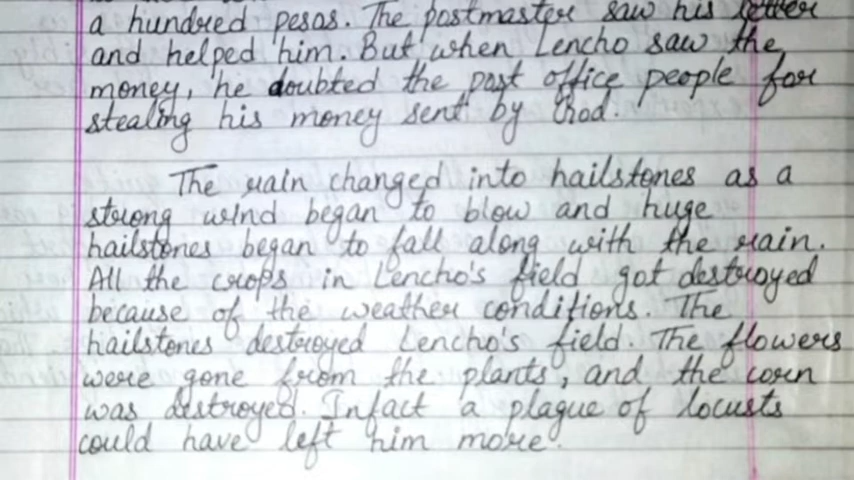 a hundred pesos. The postmaster saw his letter
and helped him. But when Lencho saw the
money, he doubted the post office people for
stealing his money sent by God.
The rain changed into hailstones as a
strong wind began to blow and huge
hailstones began to fall along with the rain.
All the crops in Lencho's field got destroyed
because of the weather conditions. The
hailstones destroyed Lencho's field. The flowers
were gone from the plants, and the corn
was destroyed. Infact a plague of locusts
could have left him more.